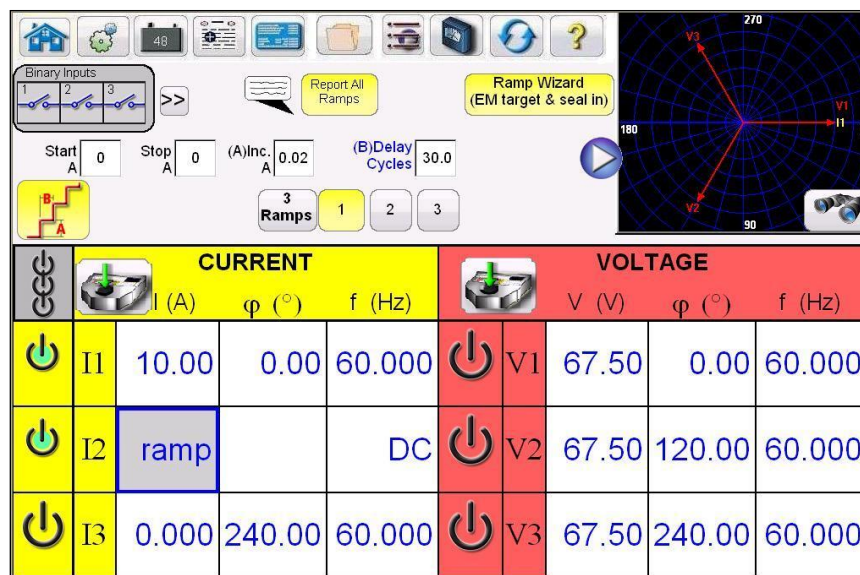 48
?
Binary Inputs
1 2 3
>>
Report All
Ramps
Ramp Wizard
(EM target & seal in)
Start
A
0
Stop
A
0
(A)Inc.
A
0.02
(B)Delay
Cycles
30.0
B
A
3
Ramps
1
2
3
270
V3
V1
I1
180
V2
90
CURRENT
I (A) φ (°) f (Hz)
VOLTAGE
V (V) φ (°) f (Hz)
I1 10.00 0.00 60.000 V1 67.50 0.00 60.000
I2 ramp DC V2 67.50 120.00 60.000
I3 0.000 240.00 60.000 V3 67.50 240.00 60.000